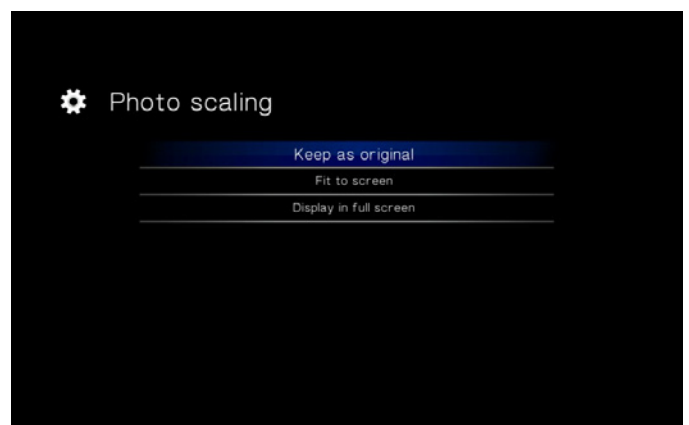 Photo scaling
Keep as original
Fit to screen
Display in full screen